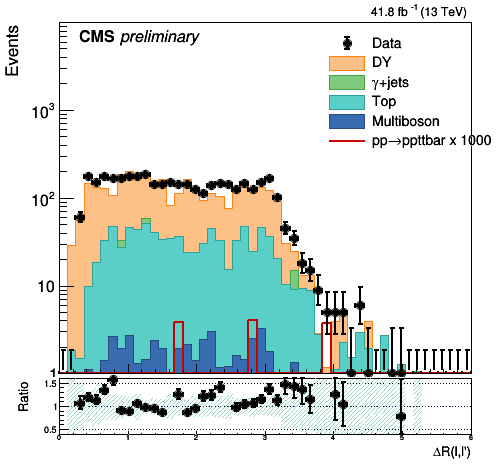 41.8 fb⁻¹ (13 TeV)
Events
CMS preliminary
Data
DY
γ+jets
Top
Multiboson
pp→ppttbar x 1000
10³
10²
10
1
Ratio
1.5
1
0.5
0 1 2 3 4 5 6
ΔR(l,l')